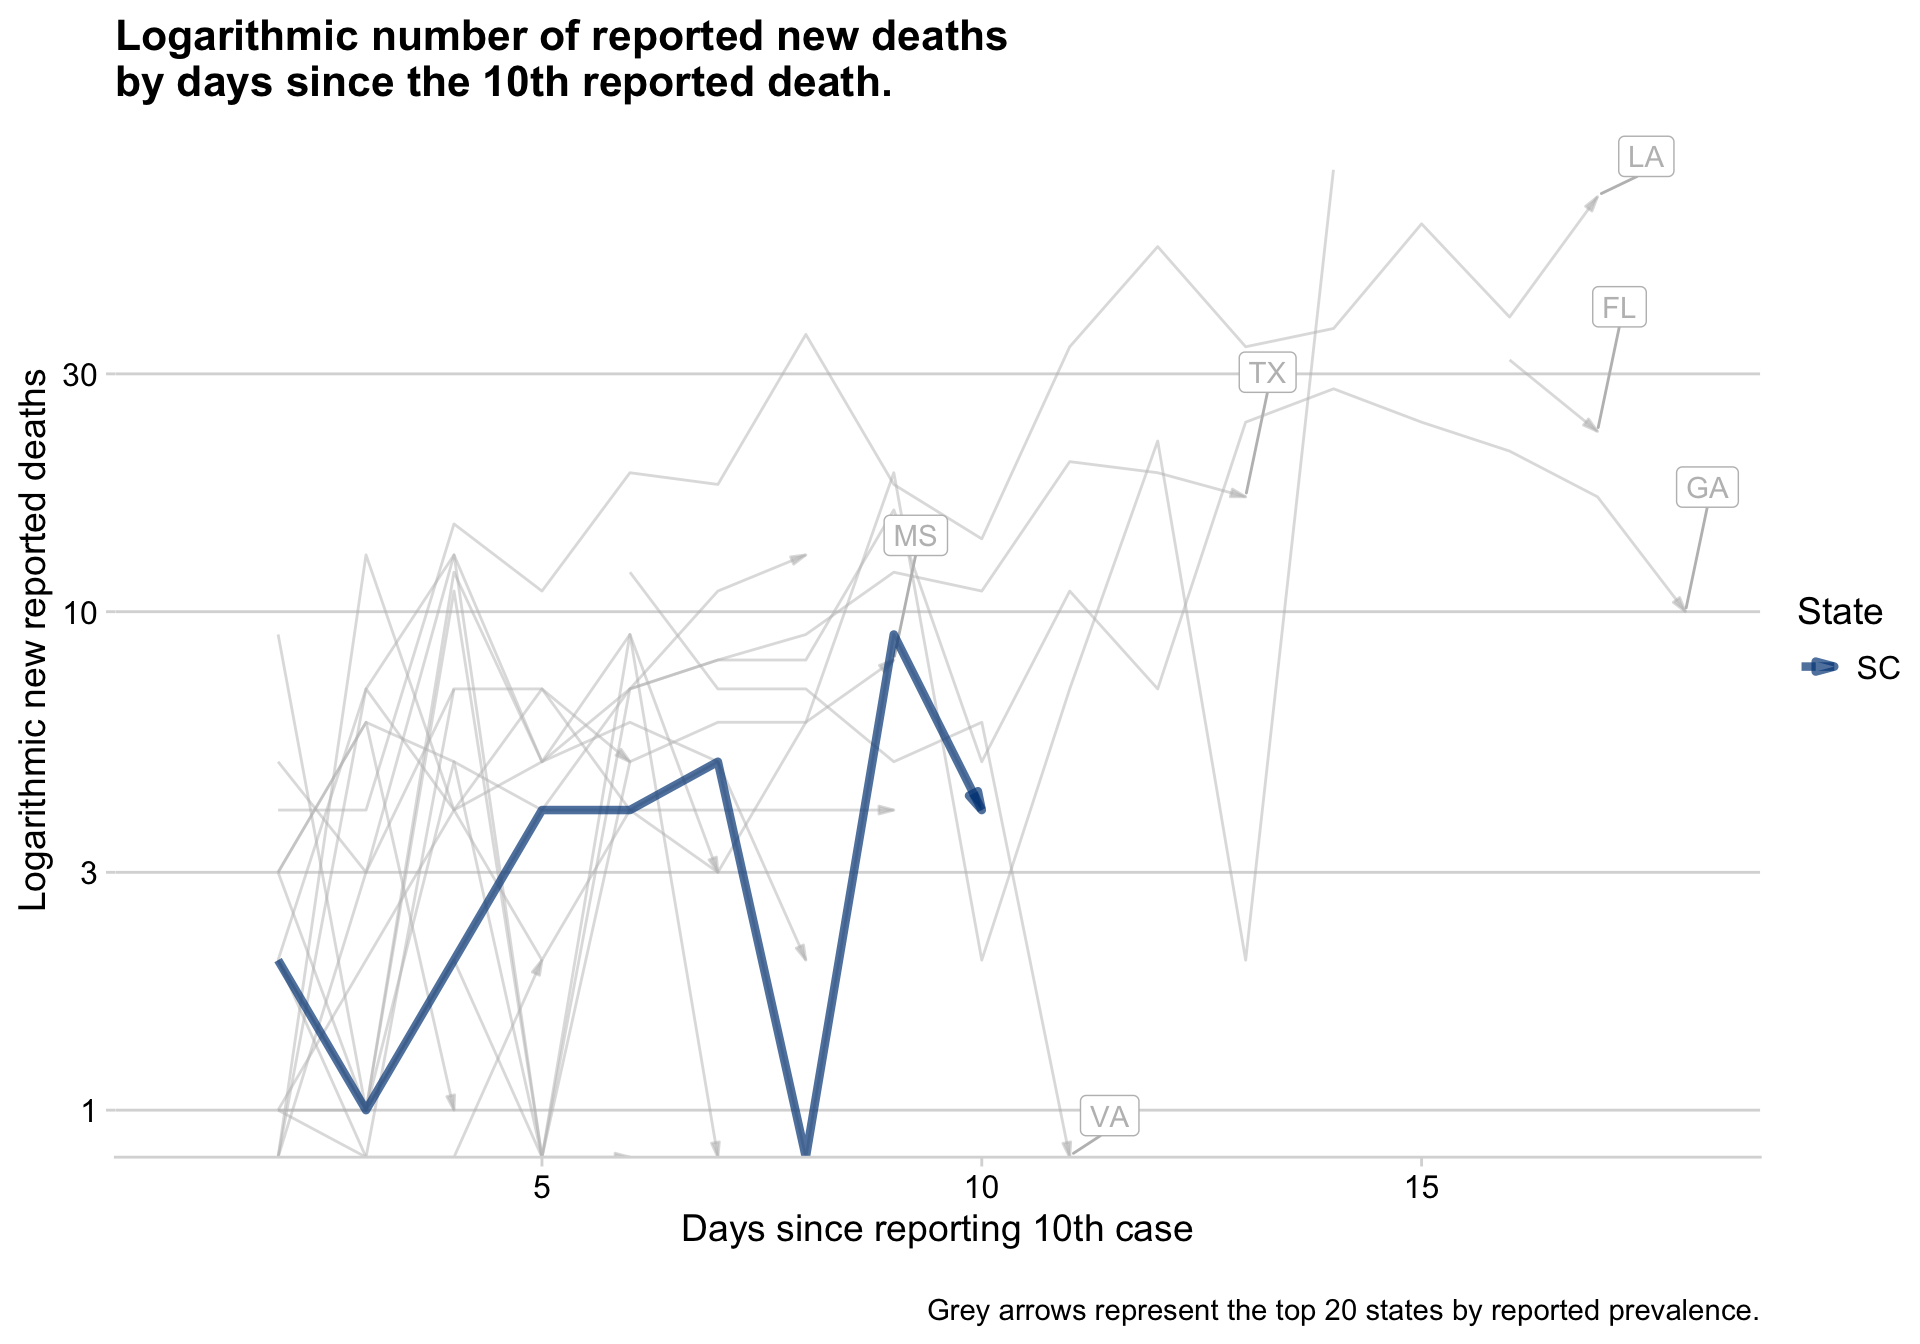 Logarithmic number of reported new deaths
by days since the 10th reported death.
LA
FL
TX
GA
MS
VA
30
10
3
1
Logarithmic new reported deaths
5
10
15
Days since reporting 10th case
State
SC
Grey arrows represent the top 20 states by reported prevalence.